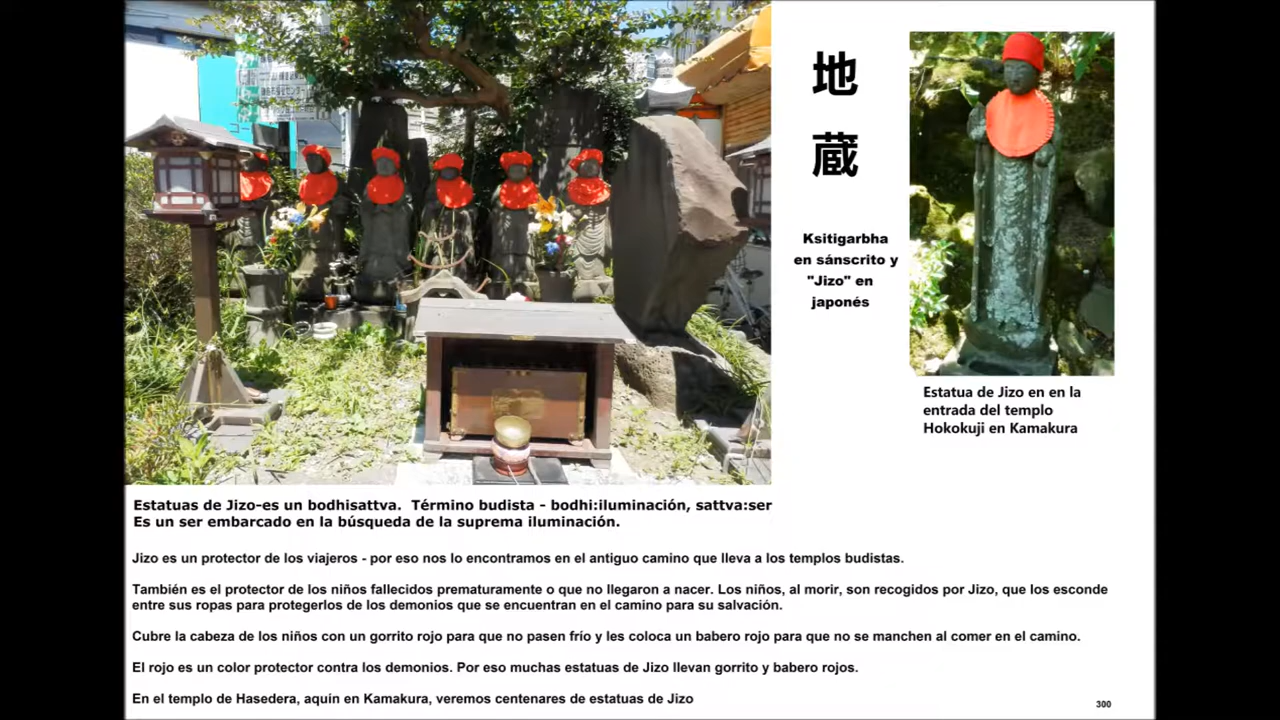 地
蔵
Ksitigarbha
en sánscrito y
"Jizo" en
japonés
Estatua de Jizo en en la
entrada del templo
Hokokuji en Kamakura
Estatuas de Jizo-es un bodhisattva.  Término budista - bodhi:iluminación, sattva:ser
Es un ser embarcado en la búsqueda de la suprema iluminación.
Jizo es un protector de los viajeros - por eso nos lo encontramos en el antiguo camino que lleva a los templos budistas.
También es el protector de los niños fallecidos prematuramente o que no llegaron a nacer. Los niños, al morir, son recogidos por Jizo, que los esconde
entre sus ropas para protegerlos de los demonios que se encuentran en el camino para su salvación.
Cubre la cabeza de los niños con un gorrito rojo para que no pasen frío y les coloca un babero rojo para que no se manchen al comer en el camino.
El rojo es un color protector contra los demonios. Por eso muchas estatuas de Jizo llevan gorrito y babero rojos.
En el templo de Hasedera, aquín en Kamakura, veremos centenares de estatuas de Jizo
300